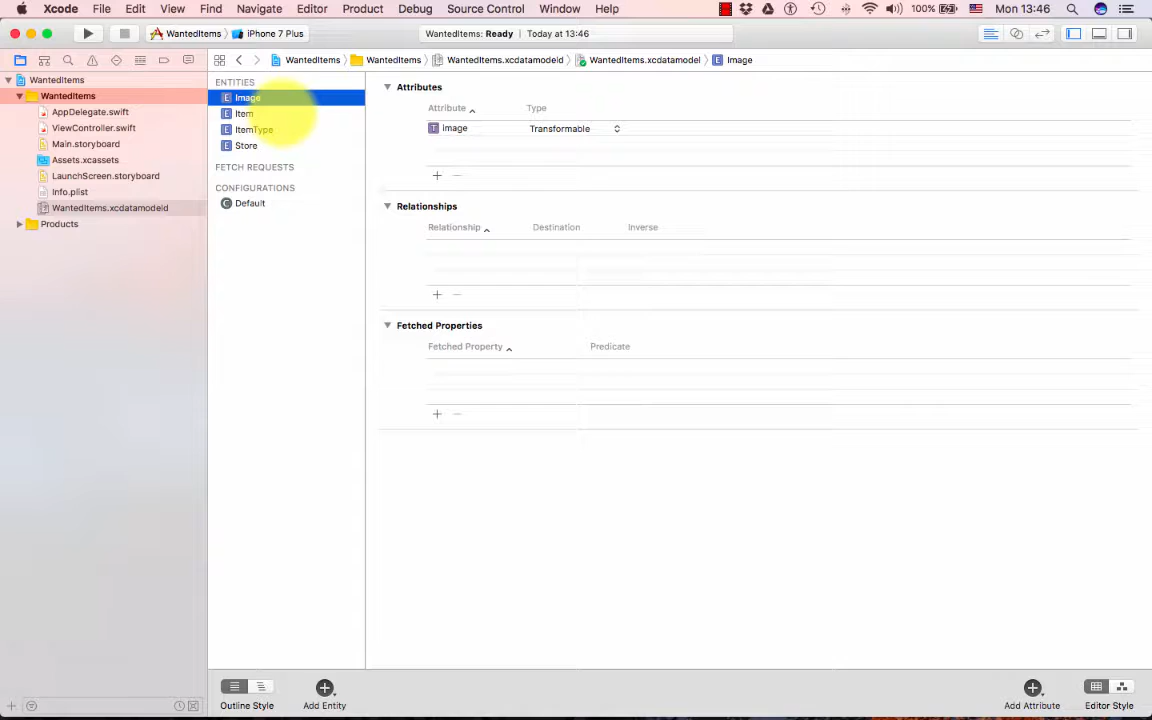 Xcode File Edit View Find Navigate Editor Product Debug Source Control Window Help 100% Mon 13:46
WantedItems iPhone 7 Plus WantedItems: Ready Today at 13:46
WantedItems WantedItems WantedItems.xcdatamodeld WantedItems.xcdatamodel Image
WantedItems
WantedItems
AppDelegate.swift
ViewController.swift
Main.storyboard
Assets.xcassets
LaunchScreen.storyboard
Info.plist
WantedItems.xcdatamodeld
Products
ENTITIES
E Image
E Item
E ItemType
E Store
FETCH REQUESTS
CONFIGURATIONS
C Default
Attributes
Attribute Type
T image Transformable
+ −
Relationships
Relationship Destination Inverse
+ −
Fetched Properties
Fetched Property Predicate
+ −
Outline Style Add Entity Add Attribute Editor Style